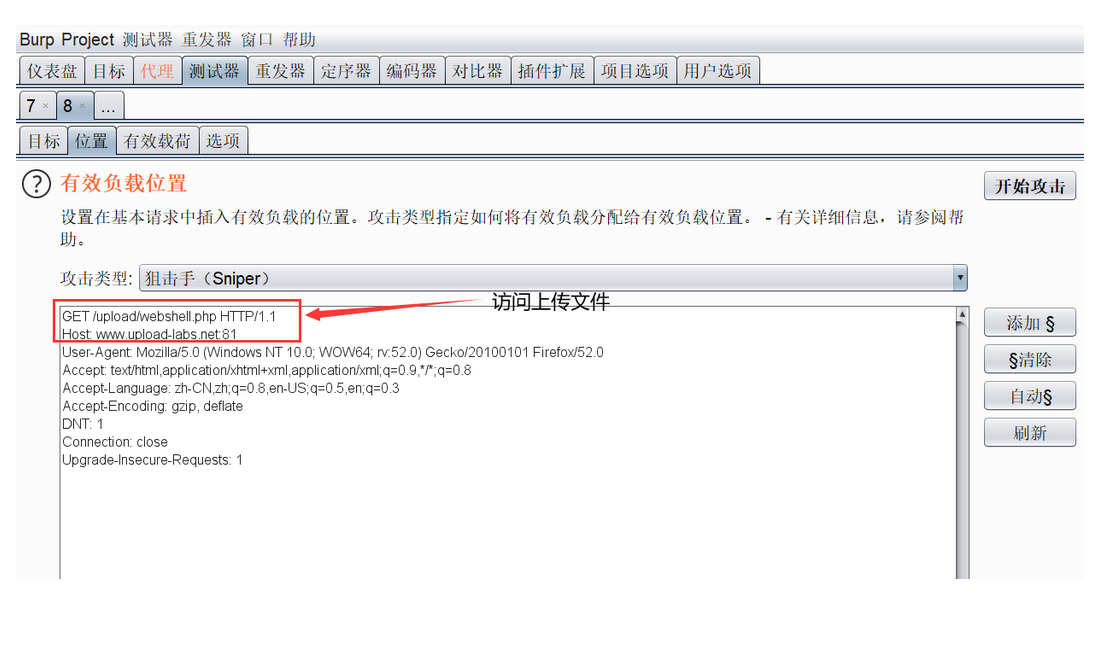 Burp Project 测试器 重发器 窗口 帮助
仪表盘 目标 代理 测试器 重发器 定序器 编码器 对比器 插件扩展 项目选项 用户选项
7 × 8 × ...
目标 位置 有效载荷 选项
? 有效负载位置
开始攻击
设置在基本请求中插入有效负载的位置。攻击类型指定如何将有效负载分配给有效负载位置。 - 有关详细信息，请参阅帮
助。
攻击类型: 狙击手（Sniper）
访问上传文件
GET /upload/webshell.php HTTP/1.1
Host: www.upload-labs.net:81
User-Agent: Mozilla/5.0 (Windows NT 10.0; WOW64; rv:52.0) Gecko/20100101 Firefox/52.0
Accept: text/html,application/xhtml+xml,application/xml;q=0.9,*/*;q=0.8
Accept-Language: zh-CN,zh;q=0.8,en-US;q=0.5,en;q=0.3
Accept-Encoding: gzip, deflate
DNT: 1
Connection: close
Upgrade-Insecure-Requests: 1
添加 §
§清除
自动§
刷新